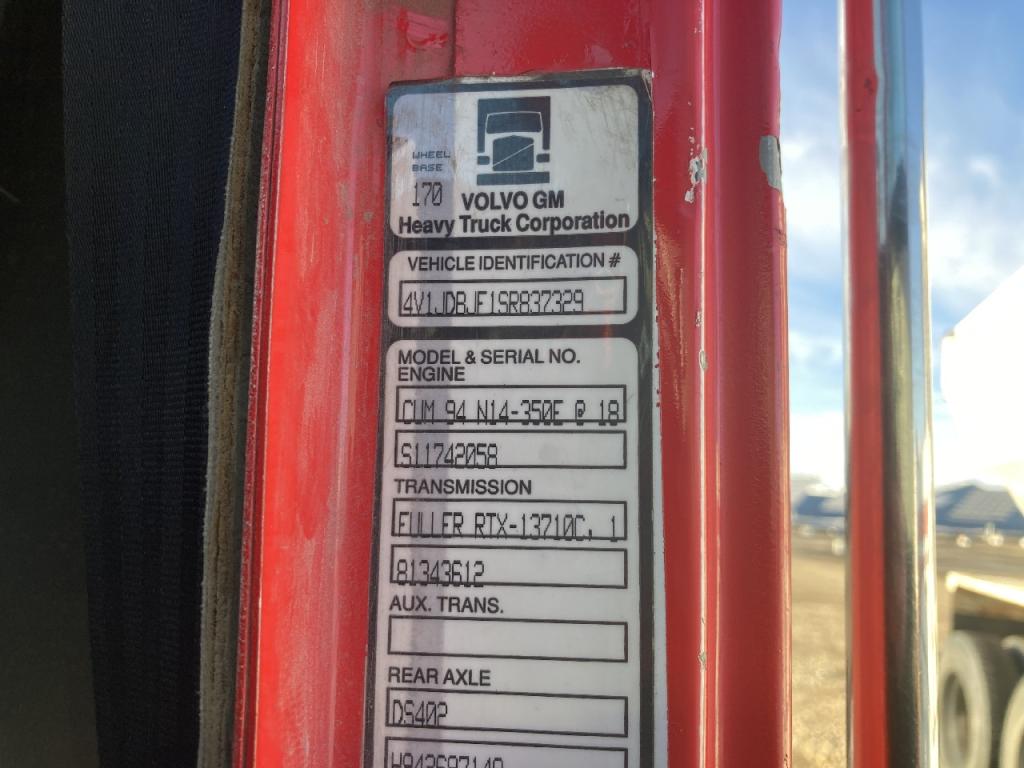 WHEEL
BASE
170
VOLVO GM
Heavy Truck Corporation
VEHICLE IDENTIFICATION #
4V1JDBJF1SR837329
MODEL & SERIAL NO.
ENGINE
CUM 94 N14-350E @ 18
S11742058
TRANSMISSION
FULLER RTX-13710C, 1
81343612
AUX. TRANS.
REAR AXLE
DS402P